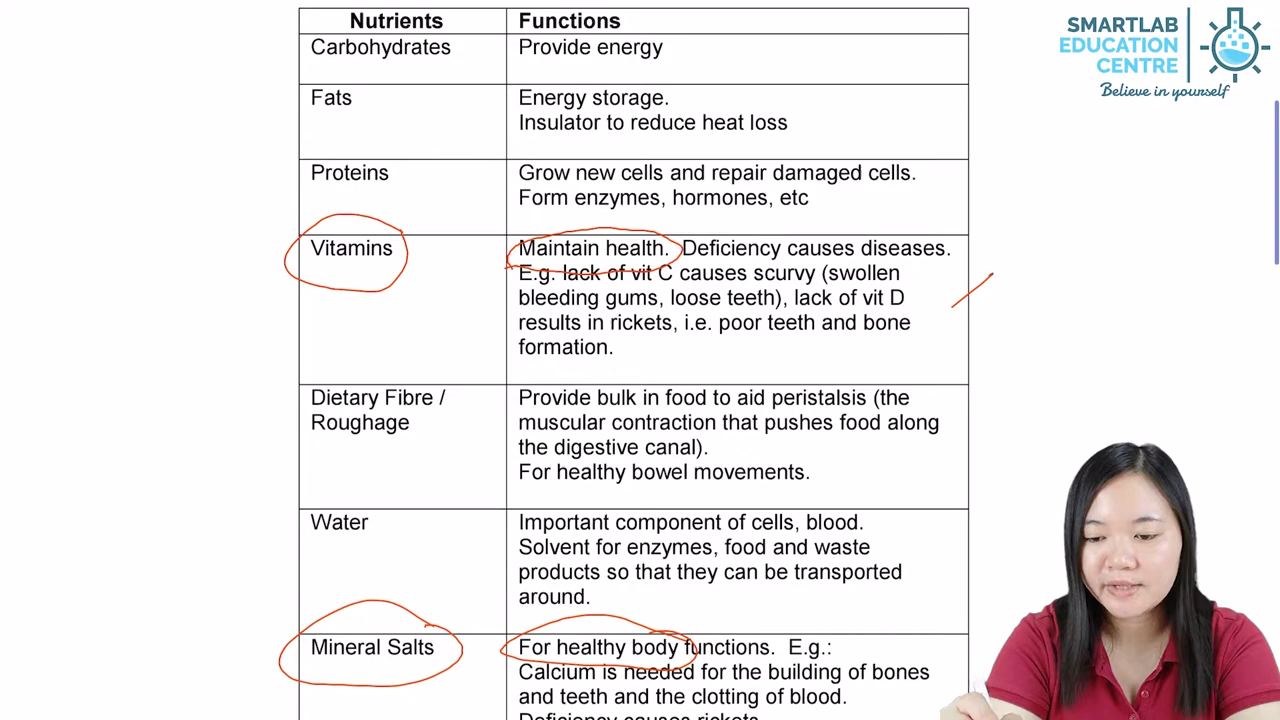 Nutrients Functions
Carbohydrates Provide energy
Fats Energy storage.
Insulator to reduce heat loss
Proteins Grow new cells and repair damaged cells.
Form enzymes, hormones, etc
Vitamins Maintain health. Deficiency causes diseases.
E.g. lack of vit C causes scurvy (swollen
bleeding gums, loose teeth), lack of vit D
results in rickets, i.e. poor teeth and bone
formation.
Dietary Fibre / Provide bulk in food to aid peristalsis (the
Roughage muscular contraction that pushes food along
the digestive canal).
For healthy bowel movements.
Water Important component of cells, blood.
Solvent for enzymes, food and waste
products so that they can be transported
around.
Mineral Salts For healthy body functions. E.g.:
Calcium is needed for the building of bones
and teeth and the clotting of blood.
Deficiency causes rickets
SMARTLAB
EDUCATION
CENTRE
Believe in yourself